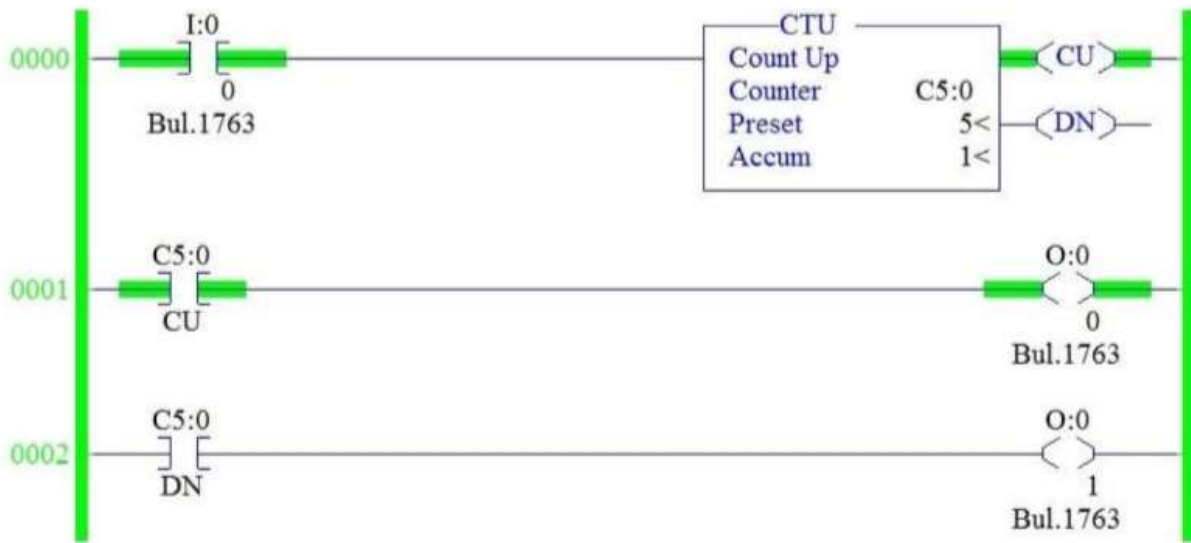 I:0
CTU
0000
Count Up
CU
0
Counter C5:0
Bul.1763
Preset 5<
DN
Accum 1<
C5:0
O:0
0001
CU
0
Bul.1763
C5:0
O:0
0002
DN
1
Bul.1763